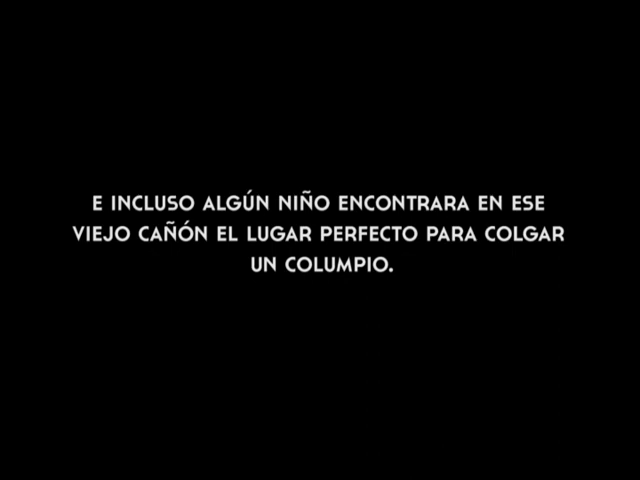 E INCLUSO ALGÚN NIÑO ENCONTRARA EN ESE
VIEJO CAÑÓN EL LUGAR PERFECTO PARA COLGAR
UN COLUMPIO.